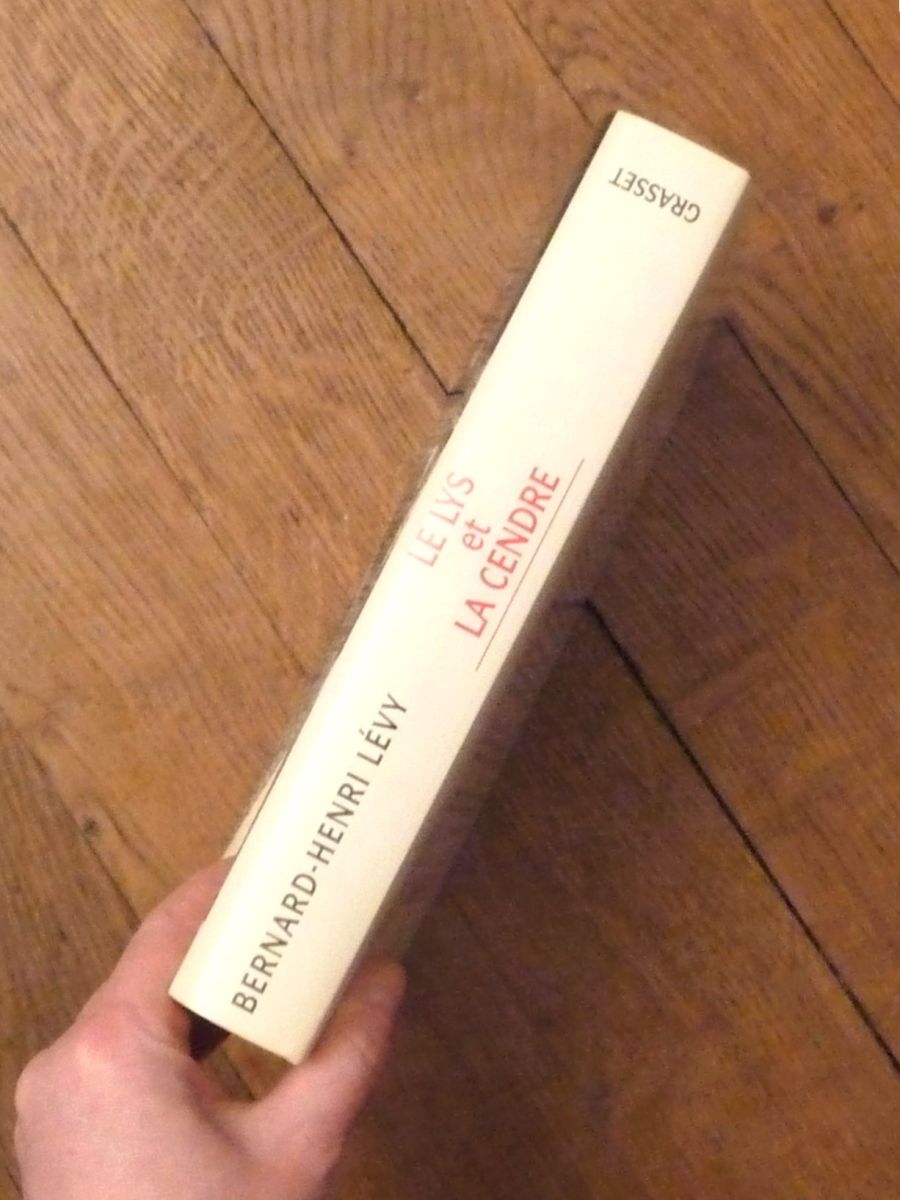 BERNARD-HENRI LÉVY
LE LYS
et
LA CENDRE
GRASSET